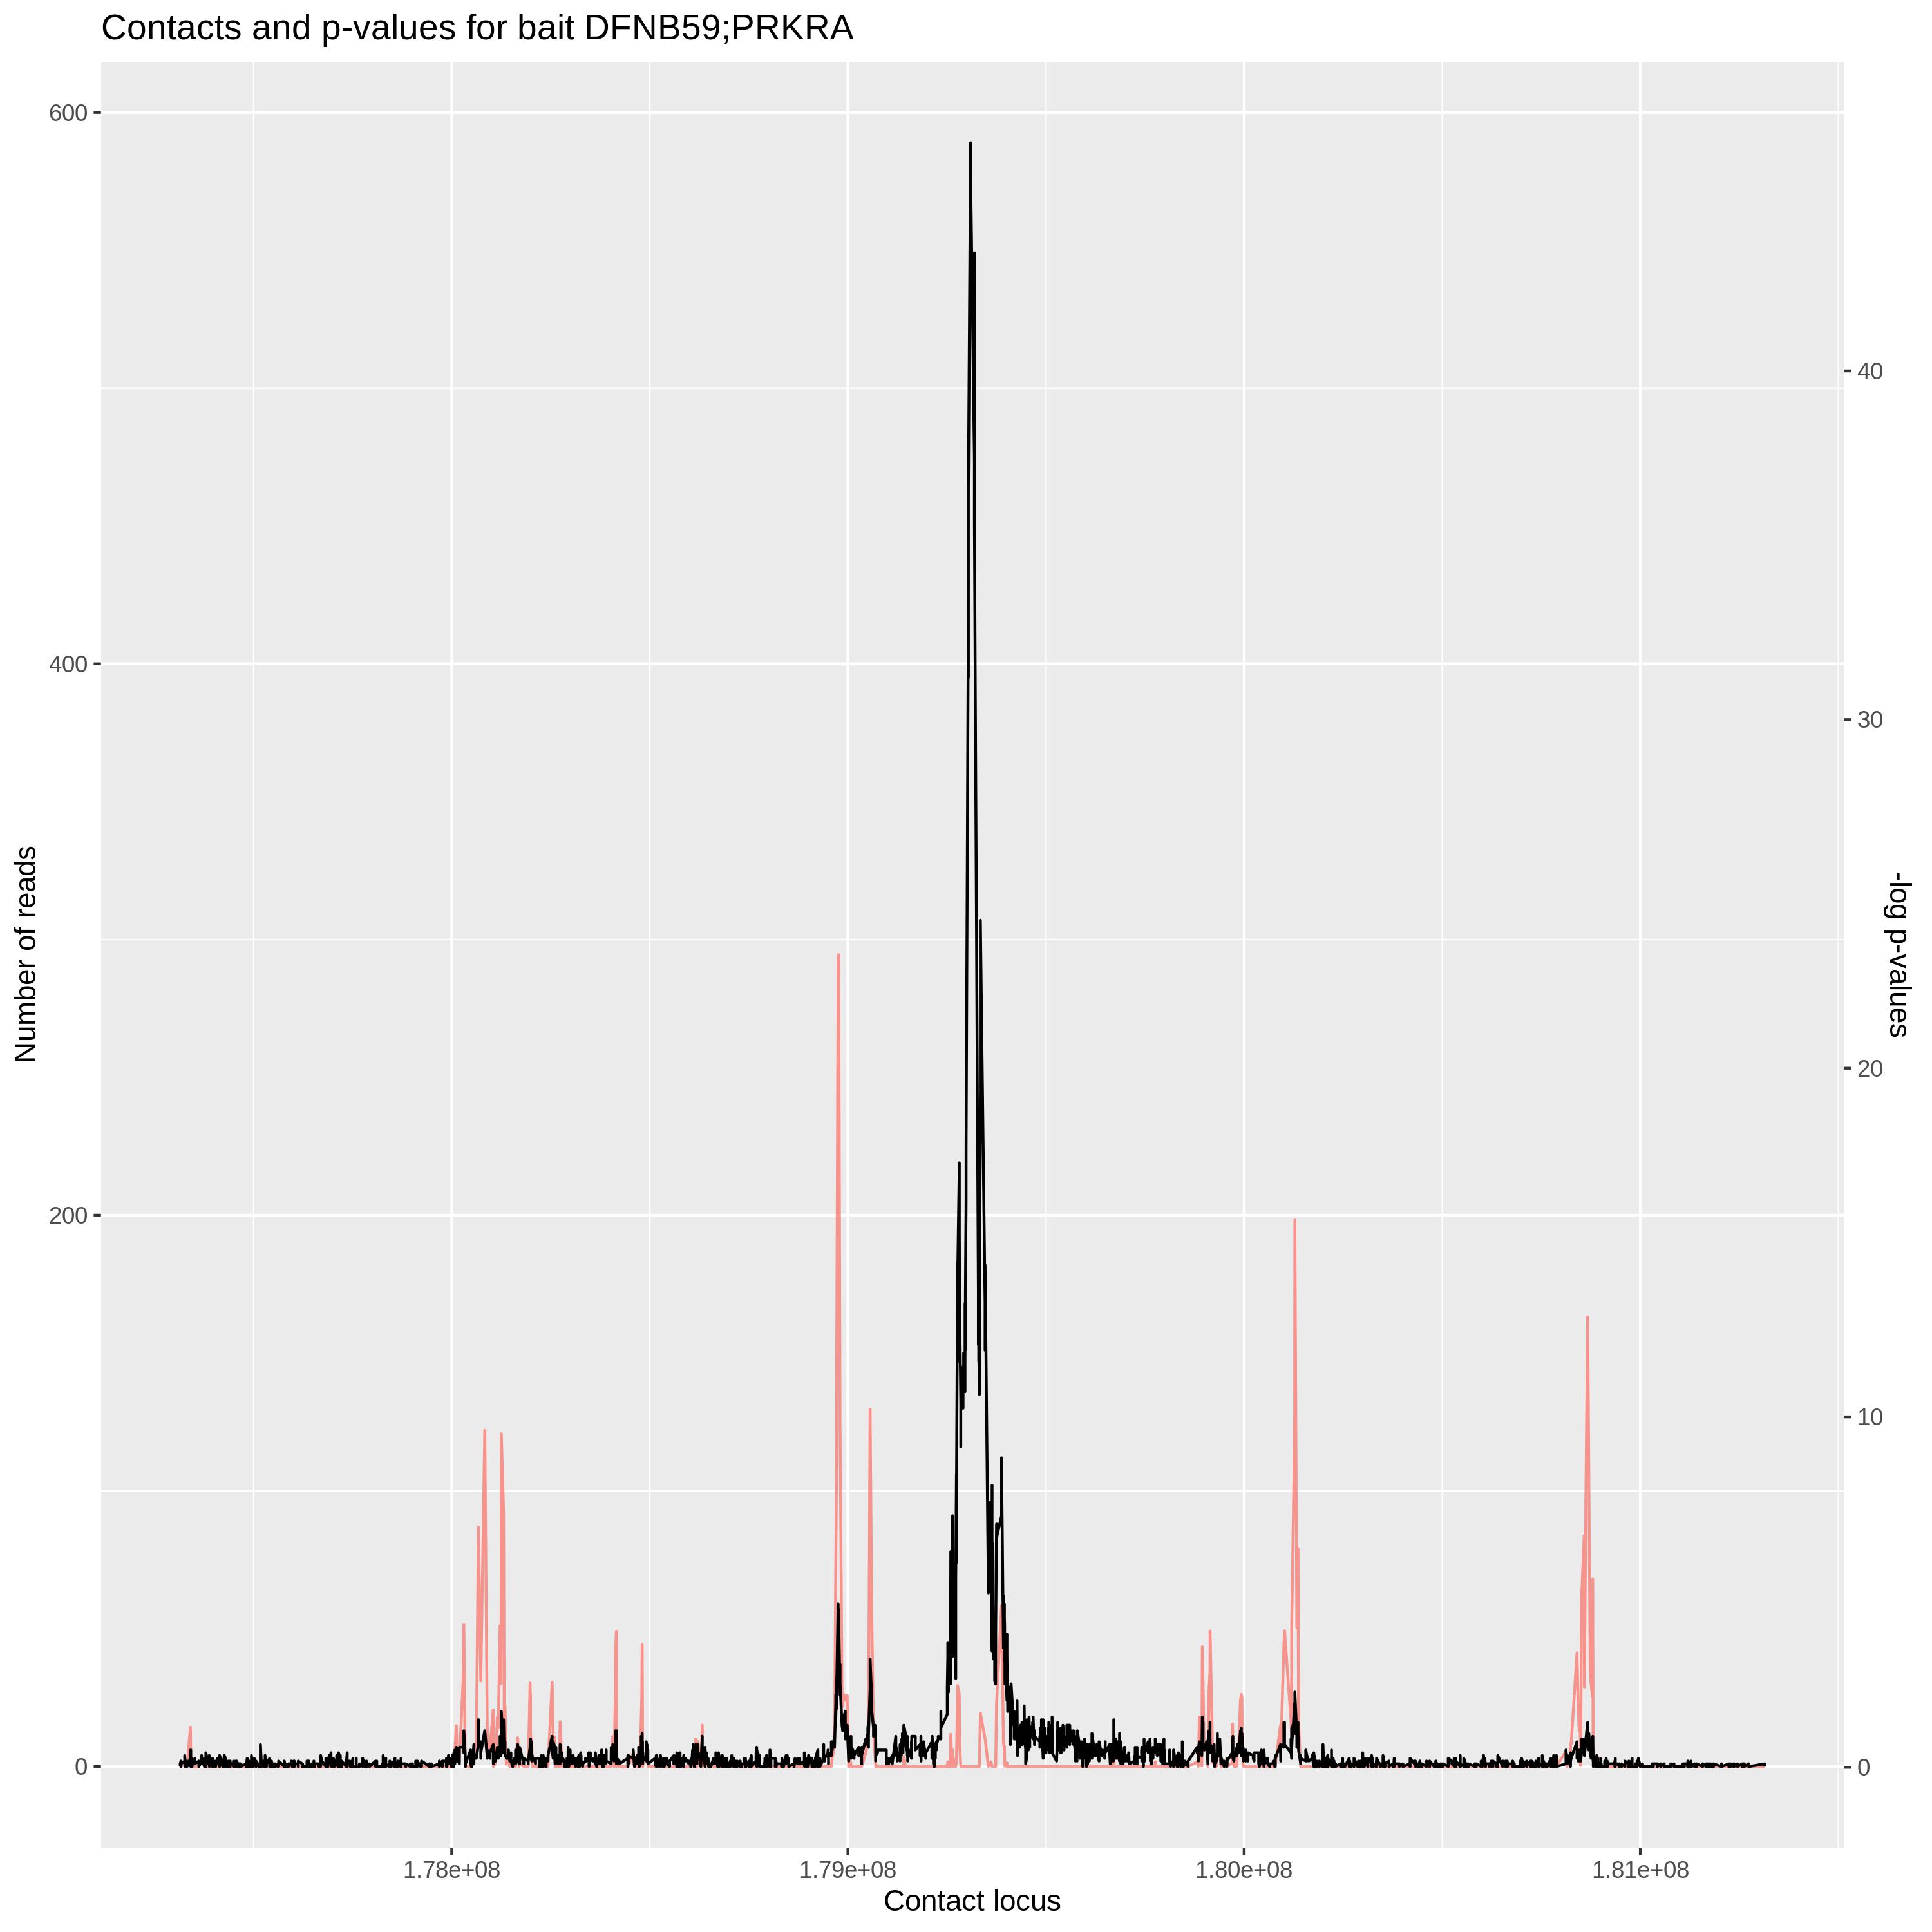 Contacts and p-values for bait DFNB59;PRKRA
600
400
200
0
Number of reads
40
30
20
10
0
-log p-values
1.78e+08
1.79e+08
1.80e+08
1.81e+08
Contact locus